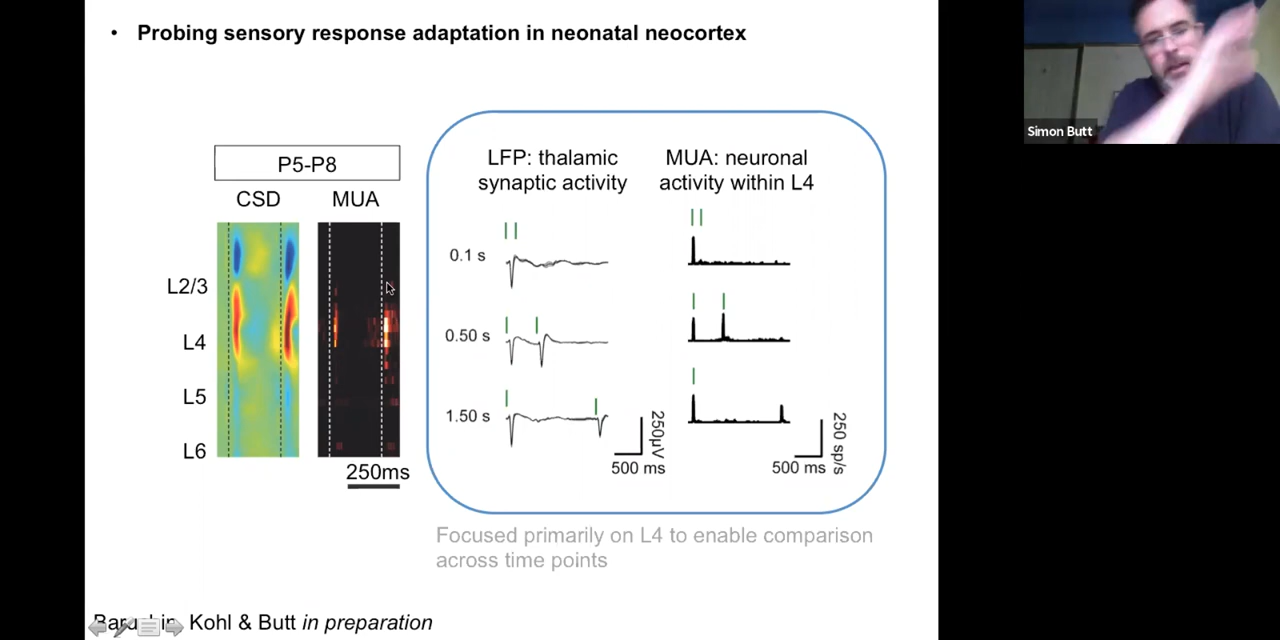 • Probing sensory response adaptation in neonatal neocortex
Simon Butt
P5-P8
CSD MUA
L2/3
L4
L5
L6
250ms
LFP: thalamic
synaptic activity
MUA: neuronal
activity within L4
0.1 s
0.50 s
1.50 s
250µV
500 ms
250 sp/s
500 ms
Focused primarily on L4 to enable comparison
across time points
Kohl & Butt in preparation